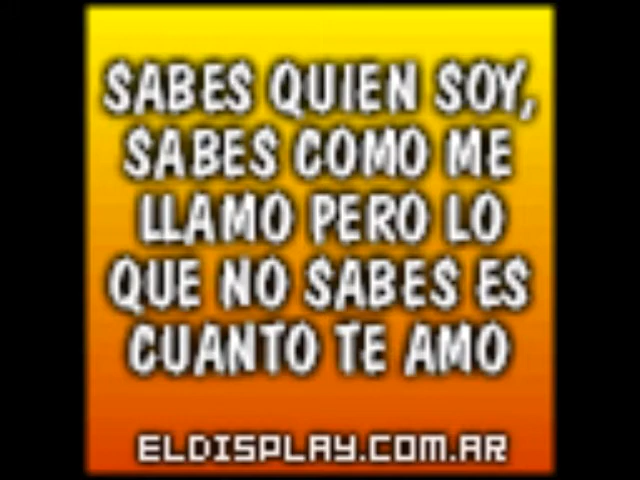 SABES QUIEN SOY,
SABES COMO ME
LLAMO PERO LO
QUE NO SABES ES
CUANTO TE AMO
ELDISPLAY.COM.AR